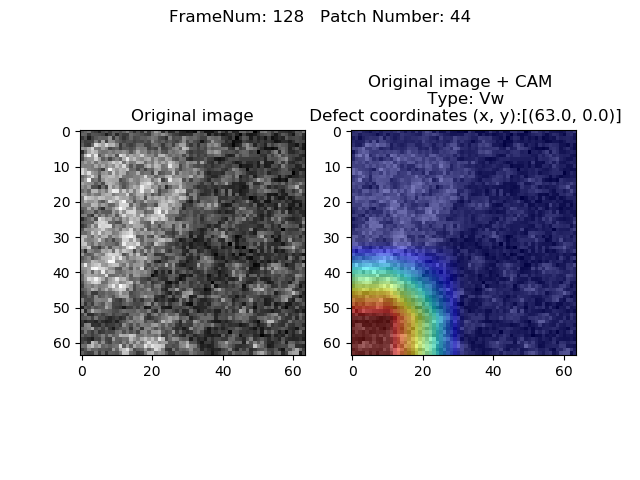 FrameNum: 128   Patch Number: 44
Original image
0
10
20
30
40
50
60
0 20 40 60
Original image + CAM
Type: Vw
Defect coordinates (x, y):[(63.0, 0.0)]
0
10
20
30
40
50
60
0 20 40 60